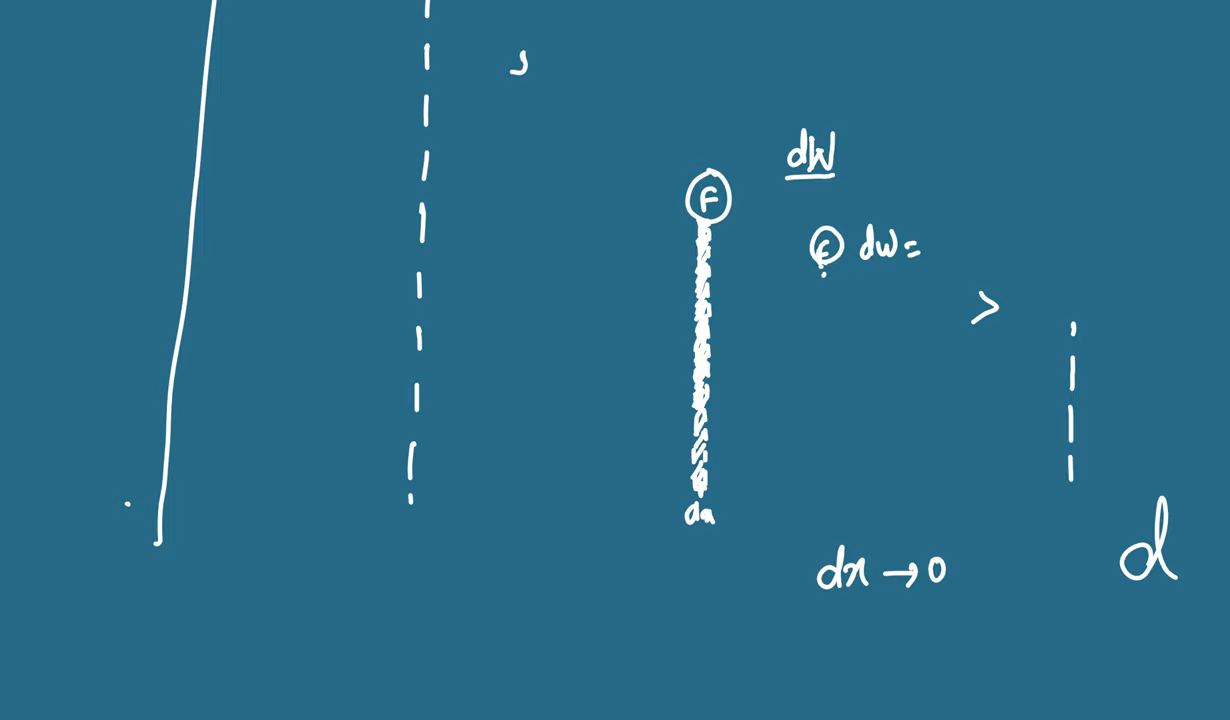 s
dW
F
F dw=
>
dx
dx → 0
d